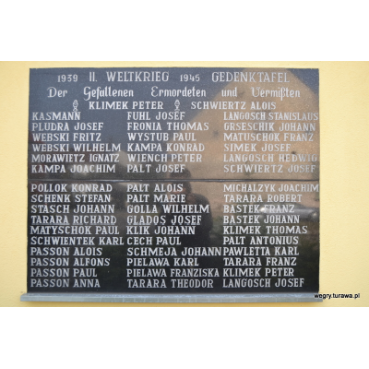 1939 II. WELTKRIEG 1945 GEDENKTAFEL
Der Gefallenen Ermordeten und Vermißten
KLIMEK PETER SCHWIERTZ ALOIS
KASMANN FUHL JOSEF LANGOSCH STANISLAUS
PLUDRA JOSEF FRONIA THOMAS GRSESCHIK JOHANN
WEBSKI FRITZ WYSTUB PAUL MATUSCHOK FRANZ
WEBSKI WILHELM KAMPA KONRAD SIMEK JOSEF
MORAWIETZ IGNATZ WIENCH PETER LANGOSCH HEDWIG
KAMPA JOACHIM PALT JOSEF SCHWIERTZ JOSEF
POLLOK KONRAD PALT ALOIS MICHALZYK JOACHIM
SCHENK STEFAN PALT MARIE TARARA ROBERT
STASCH JOHANN GOLLA WILHELM BASTEK FRANZ
TARARA RICHARD GLADOS JOSEF BASTEK JOHANN
MATYSCHOK PAUL KLIK JOHANN KLIMEK THOMAS
SCHWIENTEK KARL CECH PAUL PALT ANTONIUS
PASSON ALOIS SCHMEJA JOHANN PAWLETTA KARL
PASSON ALFONS PIELAWA KARL TARARA FRANZ
PASSON PAUL PIELAWA FRANZISKA KLIMEK PETER
PASSON ANNA TARARA THEODOR LANGOSCH JOSEF
wegry.turawa.pl